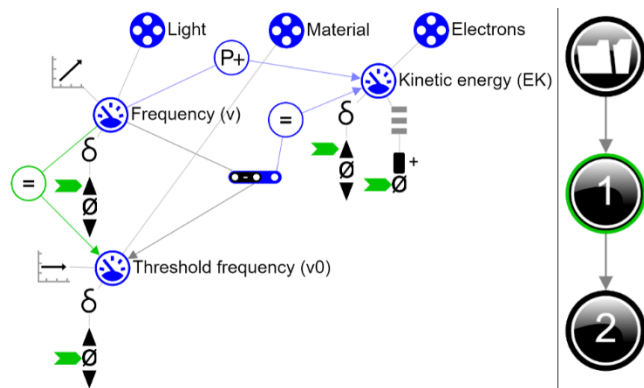 Light
Material
Electrons
P+
Kinetic energy (EK)
Frequency (v)
=
δ
δ
=
-
+
Ø
Ø
Ø
1
Threshold frequency (v0)
δ
Ø
2